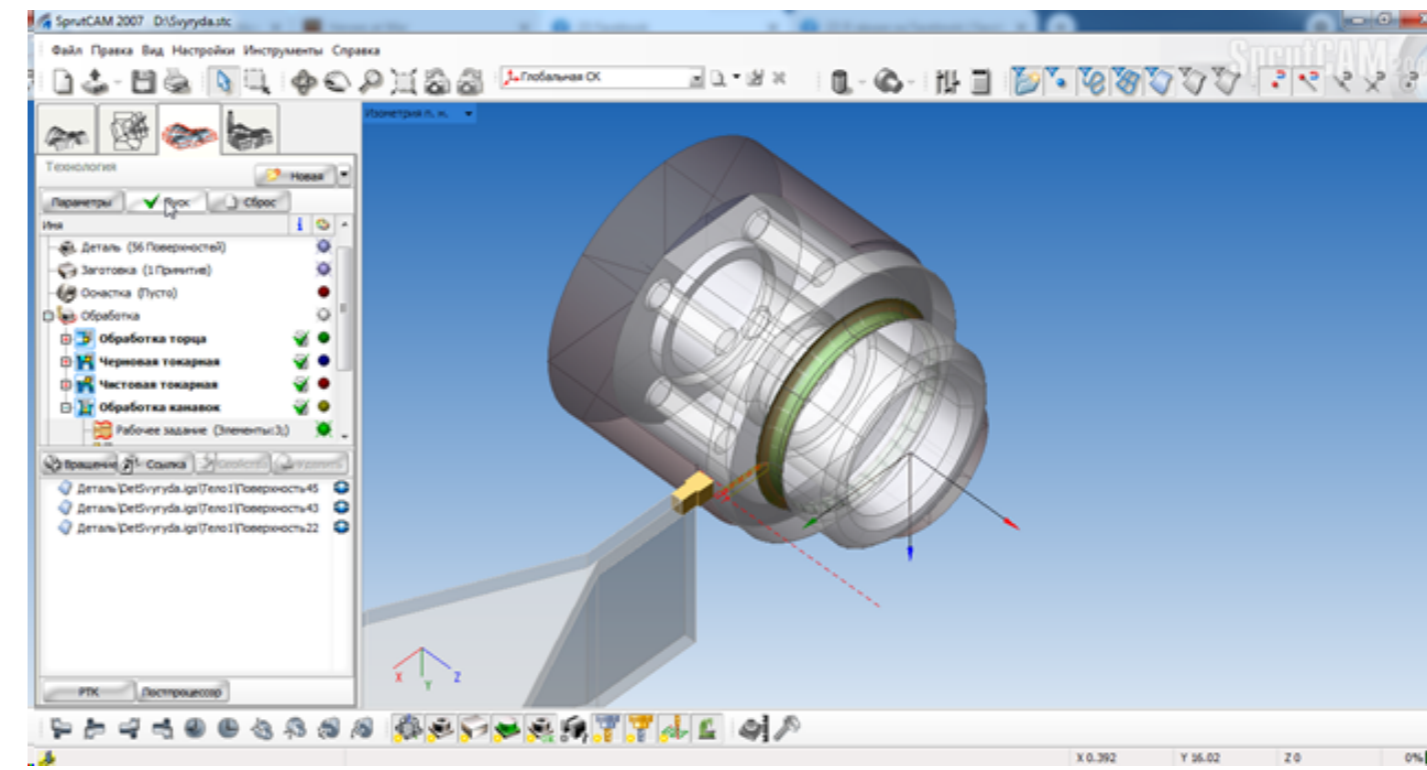 SprutCAM 2007 D:\Svyryda.stc
Файл Правка Вид Настройки Инструменты Справка
Глобальная СК
SprutCAM
Изометрия п. н.
Технология
Новая
Параметры Пуск Сброс
Имя
Деталь (56 Поверхностей)
Заготовка (1 Примитив)
Оснастка (Пусто)
Обработка
Обработка торца
Черновая токарная
Чистовая токарная
Обработка канавок
Рабочее задание (Элементы:3;)
Вращение Ссылка Свойства Удалить
Деталь\DetSvyryda.igs\Тело1\Поверхность45
Деталь\DetSvyryda.igs\Тело1\Поверхность43
Деталь\DetSvyryda.igs\Тело1\Поверхность22
X Y Z
РТК Постпроцессор
X 0.392 Y 16.02 Z 0 0%